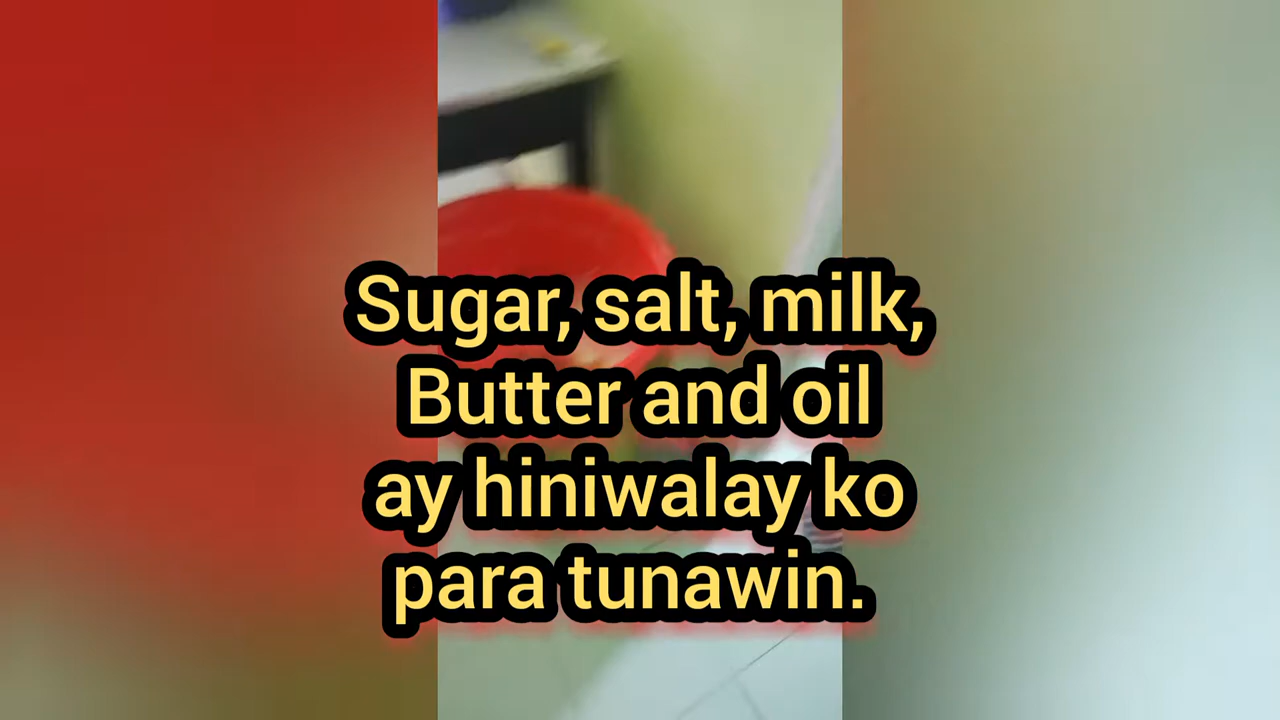 Sugar, salt, milk,
Butter and oil
ay hiniwalay ko
para tunawin.